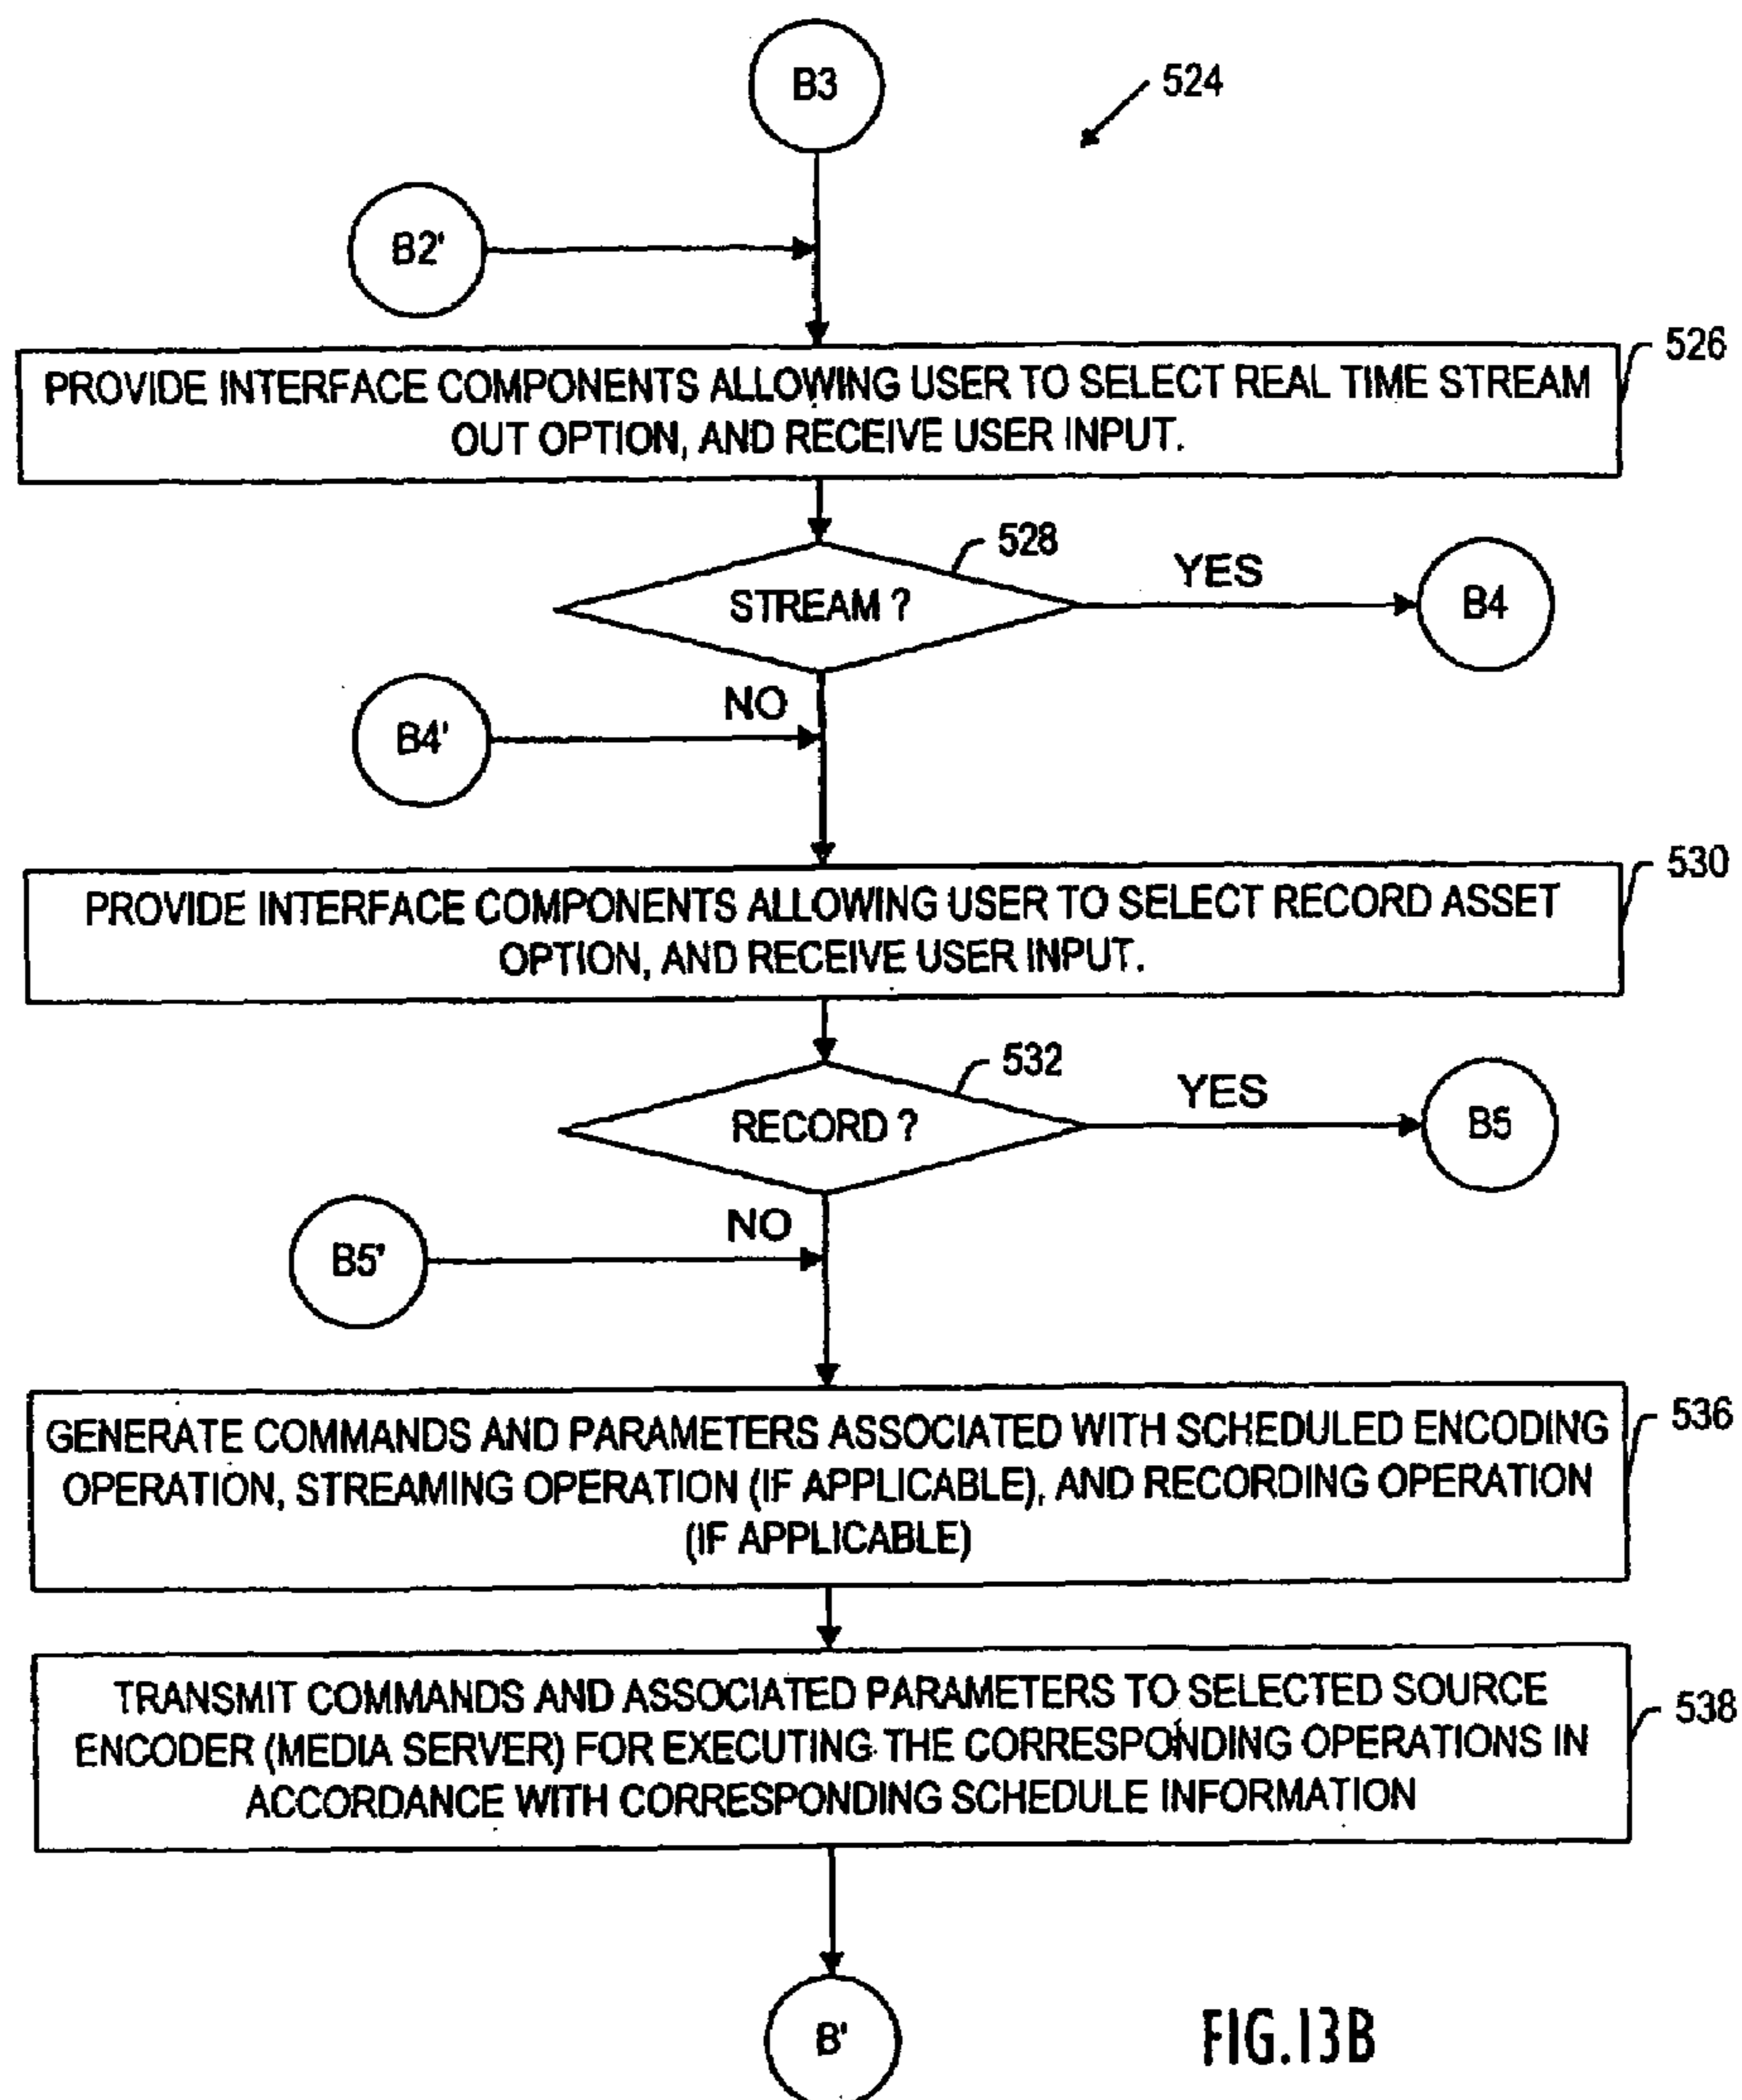 B3
524
B2'
526
PROVIDE INTERFACE COMPONENTS ALLOWING USER TO SELECT REAL TIME STREAM
OUT OPTION, AND RECEIVE USER INPUT.
528
STREAM ?
YES
B4
NO
B4'
530
PROVIDE INTERFACE COMPONENTS ALLOWING USER TO SELECT RECORD ASSET
OPTION, AND RECEIVE USER INPUT.
532
RECORD ?
YES
B5
NO
B5'
536
GENERATE COMMANDS AND PARAMETERS ASSOCIATED WITH SCHEDULED ENCODING
OPERATION, STREAMING OPERATION (IF APPLICABLE), AND RECORDING OPERATION
(IF APPLICABLE)
538
TRANSMIT COMMANDS AND ASSOCIATED PARAMETERS TO SELECTED SOURCE
ENCODER (MEDIA SERVER) FOR EXECUTING THE CORRESPONDING OPERATIONS IN
ACCORDANCE WITH CORRESPONDING SCHEDULE INFORMATION
B'
FIG.13B